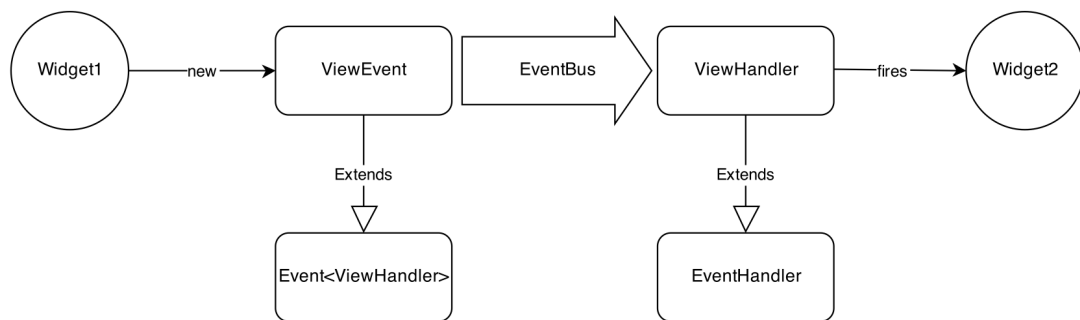 Widget1
new
ViewEvent
EventBus
ViewHandler
fires
Widget2
Extends
Extends
Event<ViewHandler>
EventHandler